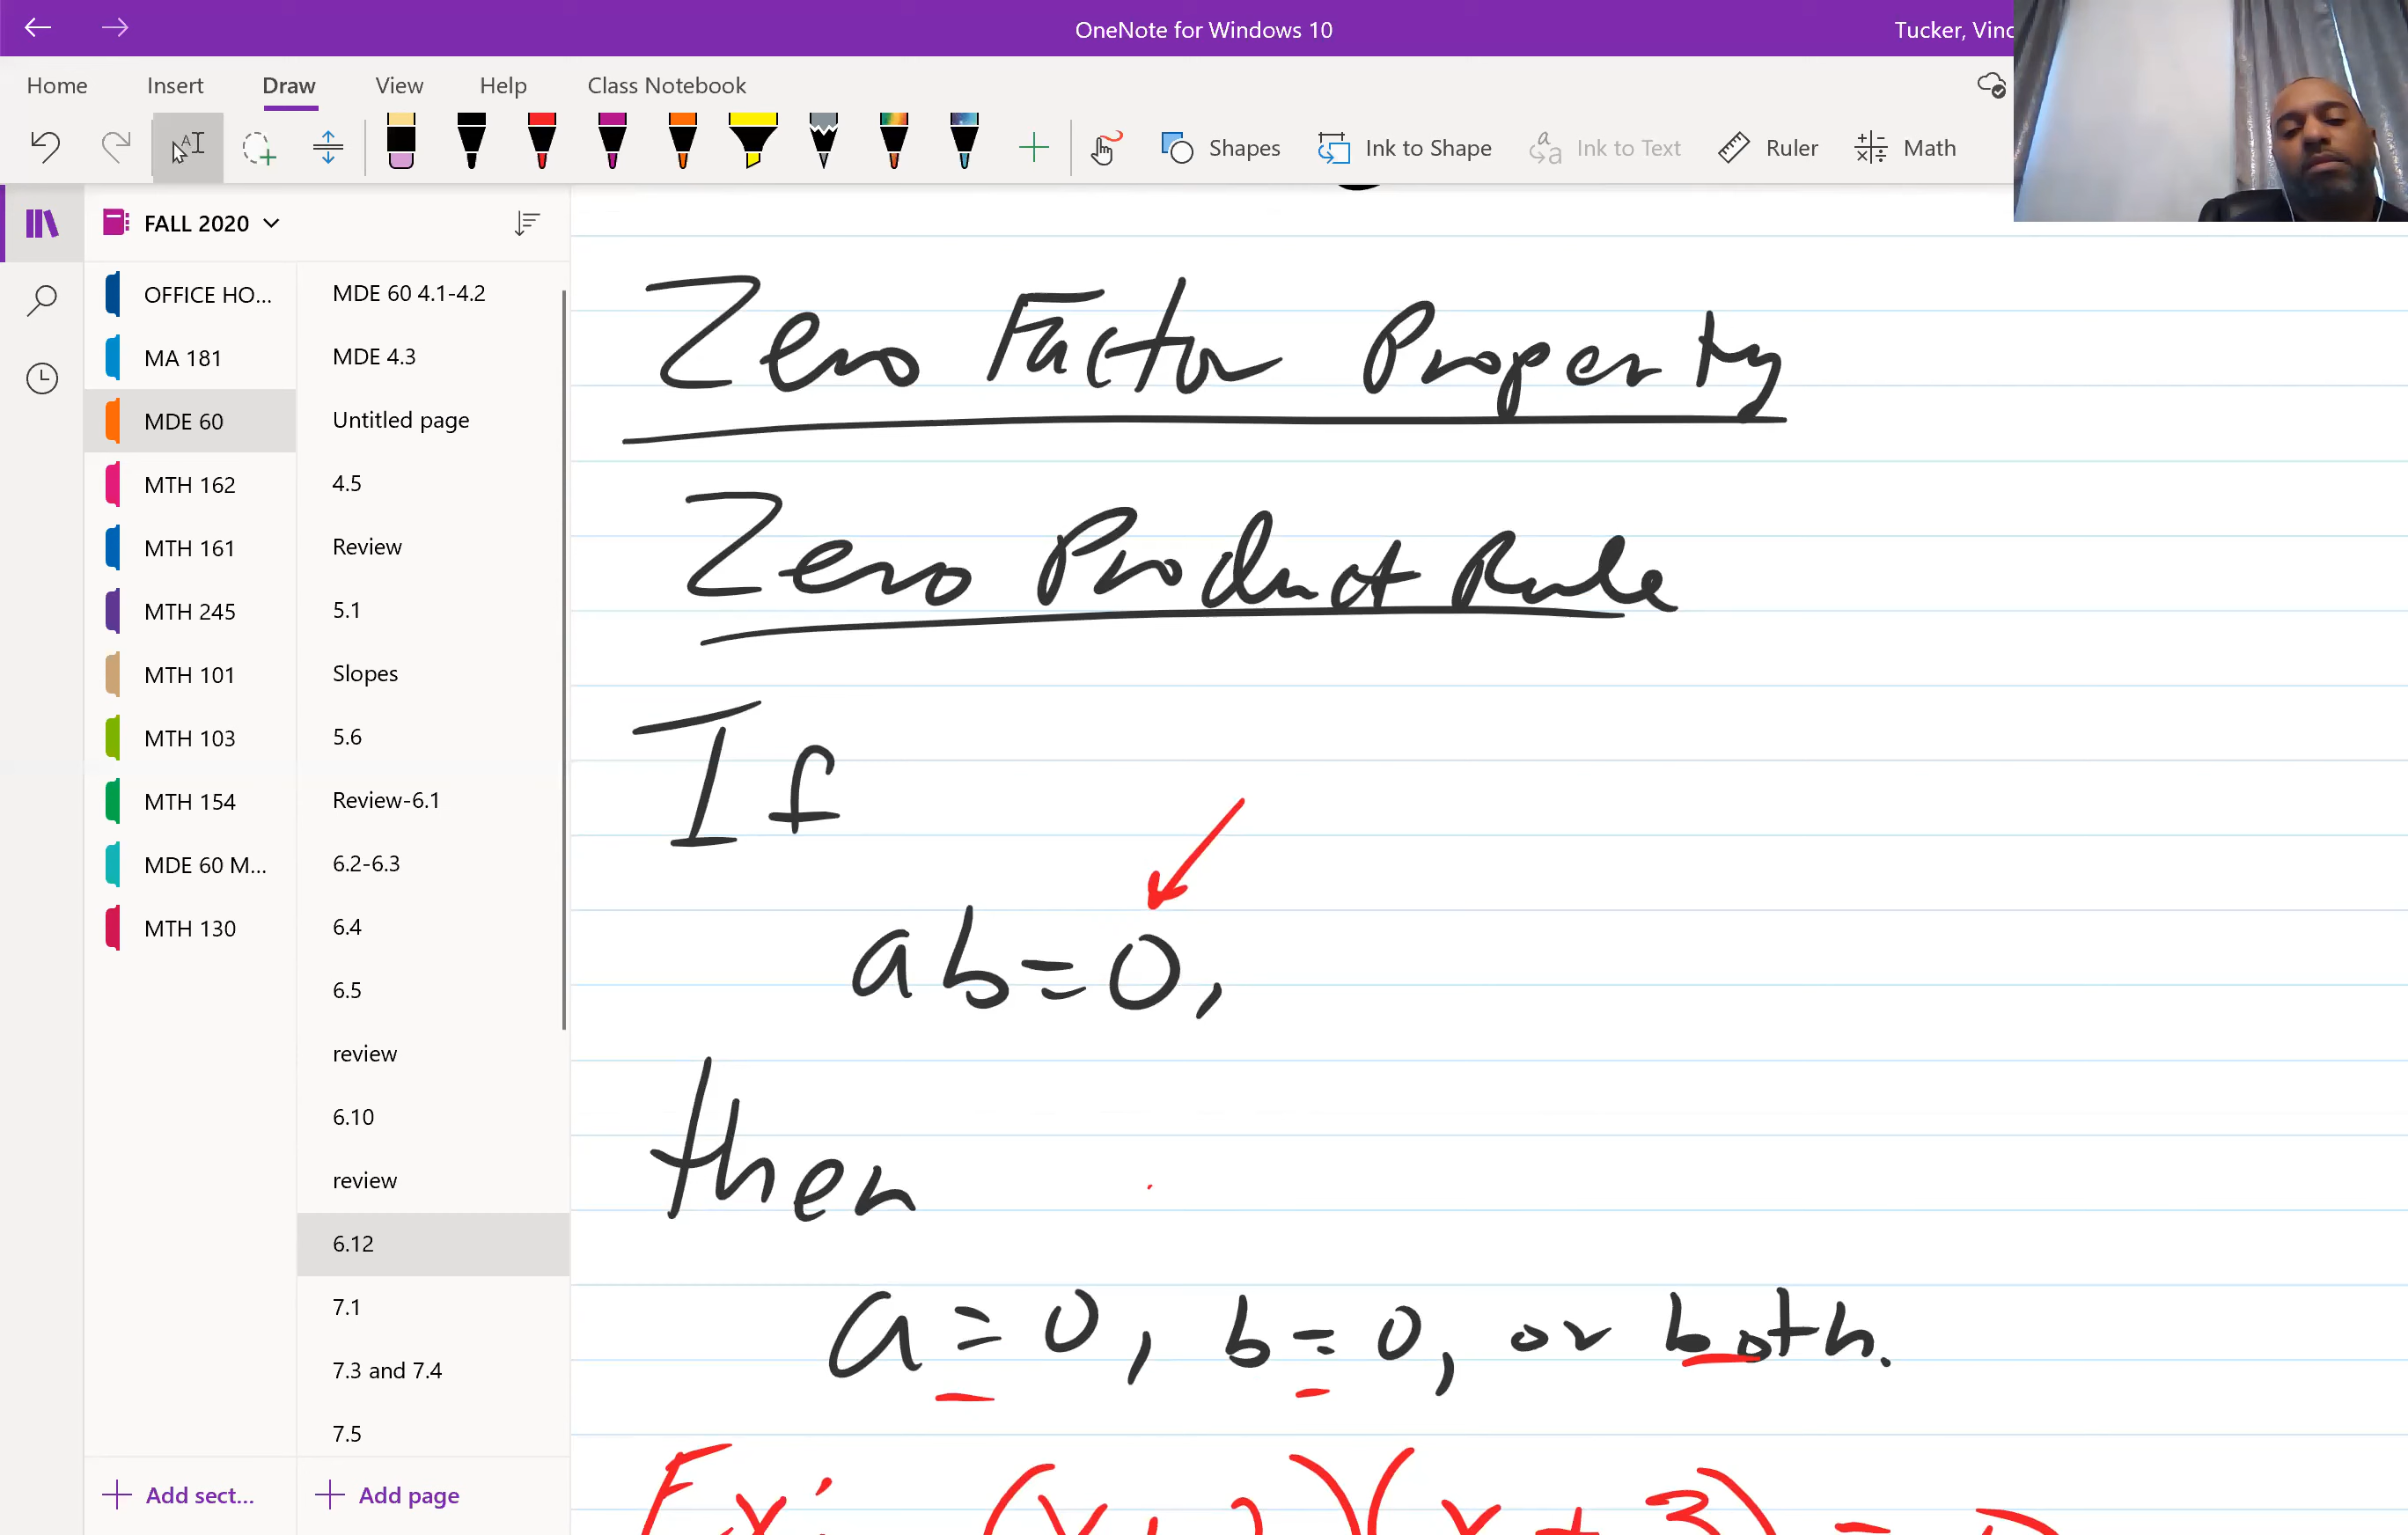 OneNote for Windows 10
Tucker, Vinc
Home Insert Draw View Help Class Notebook
Shapes Ink to Shape Ink to Text Ruler Math
FALL 2020
OFFICE HO...
MA 181
MDE 60
MTH 162
MTH 161
MTH 245
MTH 101
MTH 103
MTH 154
MDE 60 M...
MTH 130
Add sect...
MDE 60 4.1-4.2
MDE 4.3
Untitled page
4.5
Review
5.1
Slopes
5.6
Review-6.1
6.2-6.3
6.4
6.5
review
6.10
review
6.12
7.1
7.3 and 7.4
7.5
Add page
Zero Factor Property
Zero Product Rule
If
ab=0,
then
a=0, b=0, or both.